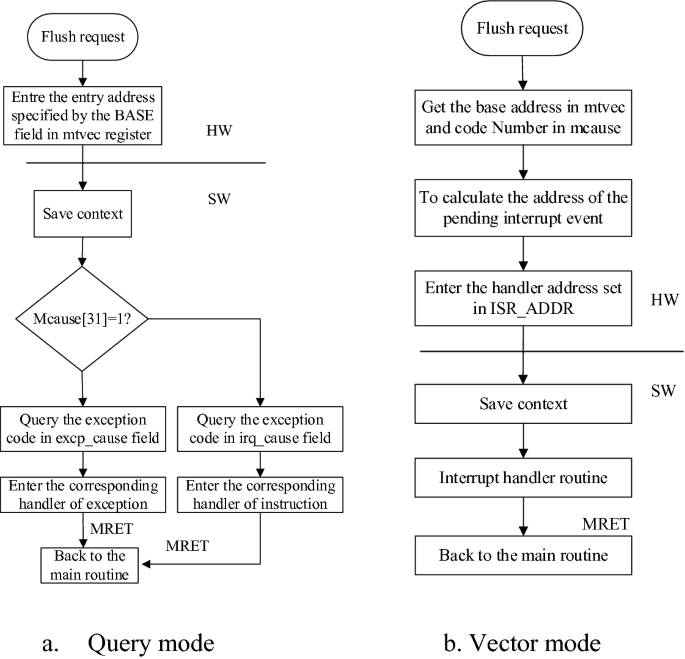 Flush request
Entre the entry address
specified by the BASE
field in mtvec register
HW
SW
Save context
Mcause[31]=1?
Query the exception
code in excp_cause field
Query the exception
code in irq_cause field
Enter the corresponding
handler of exception
Enter the corresponding
handler of instruction
MRET
MRET
Back to the
main routine
a. Query mode
Flush request
Get the base address in mtvec
and code Number in mcause
To calculate the address of the
pending interrupt event
Enter the handler address set
in ISR_ADDR
HW
SW
Save context
Interrupt handler routine
MRET
Back to the main routine
b. Vector mode